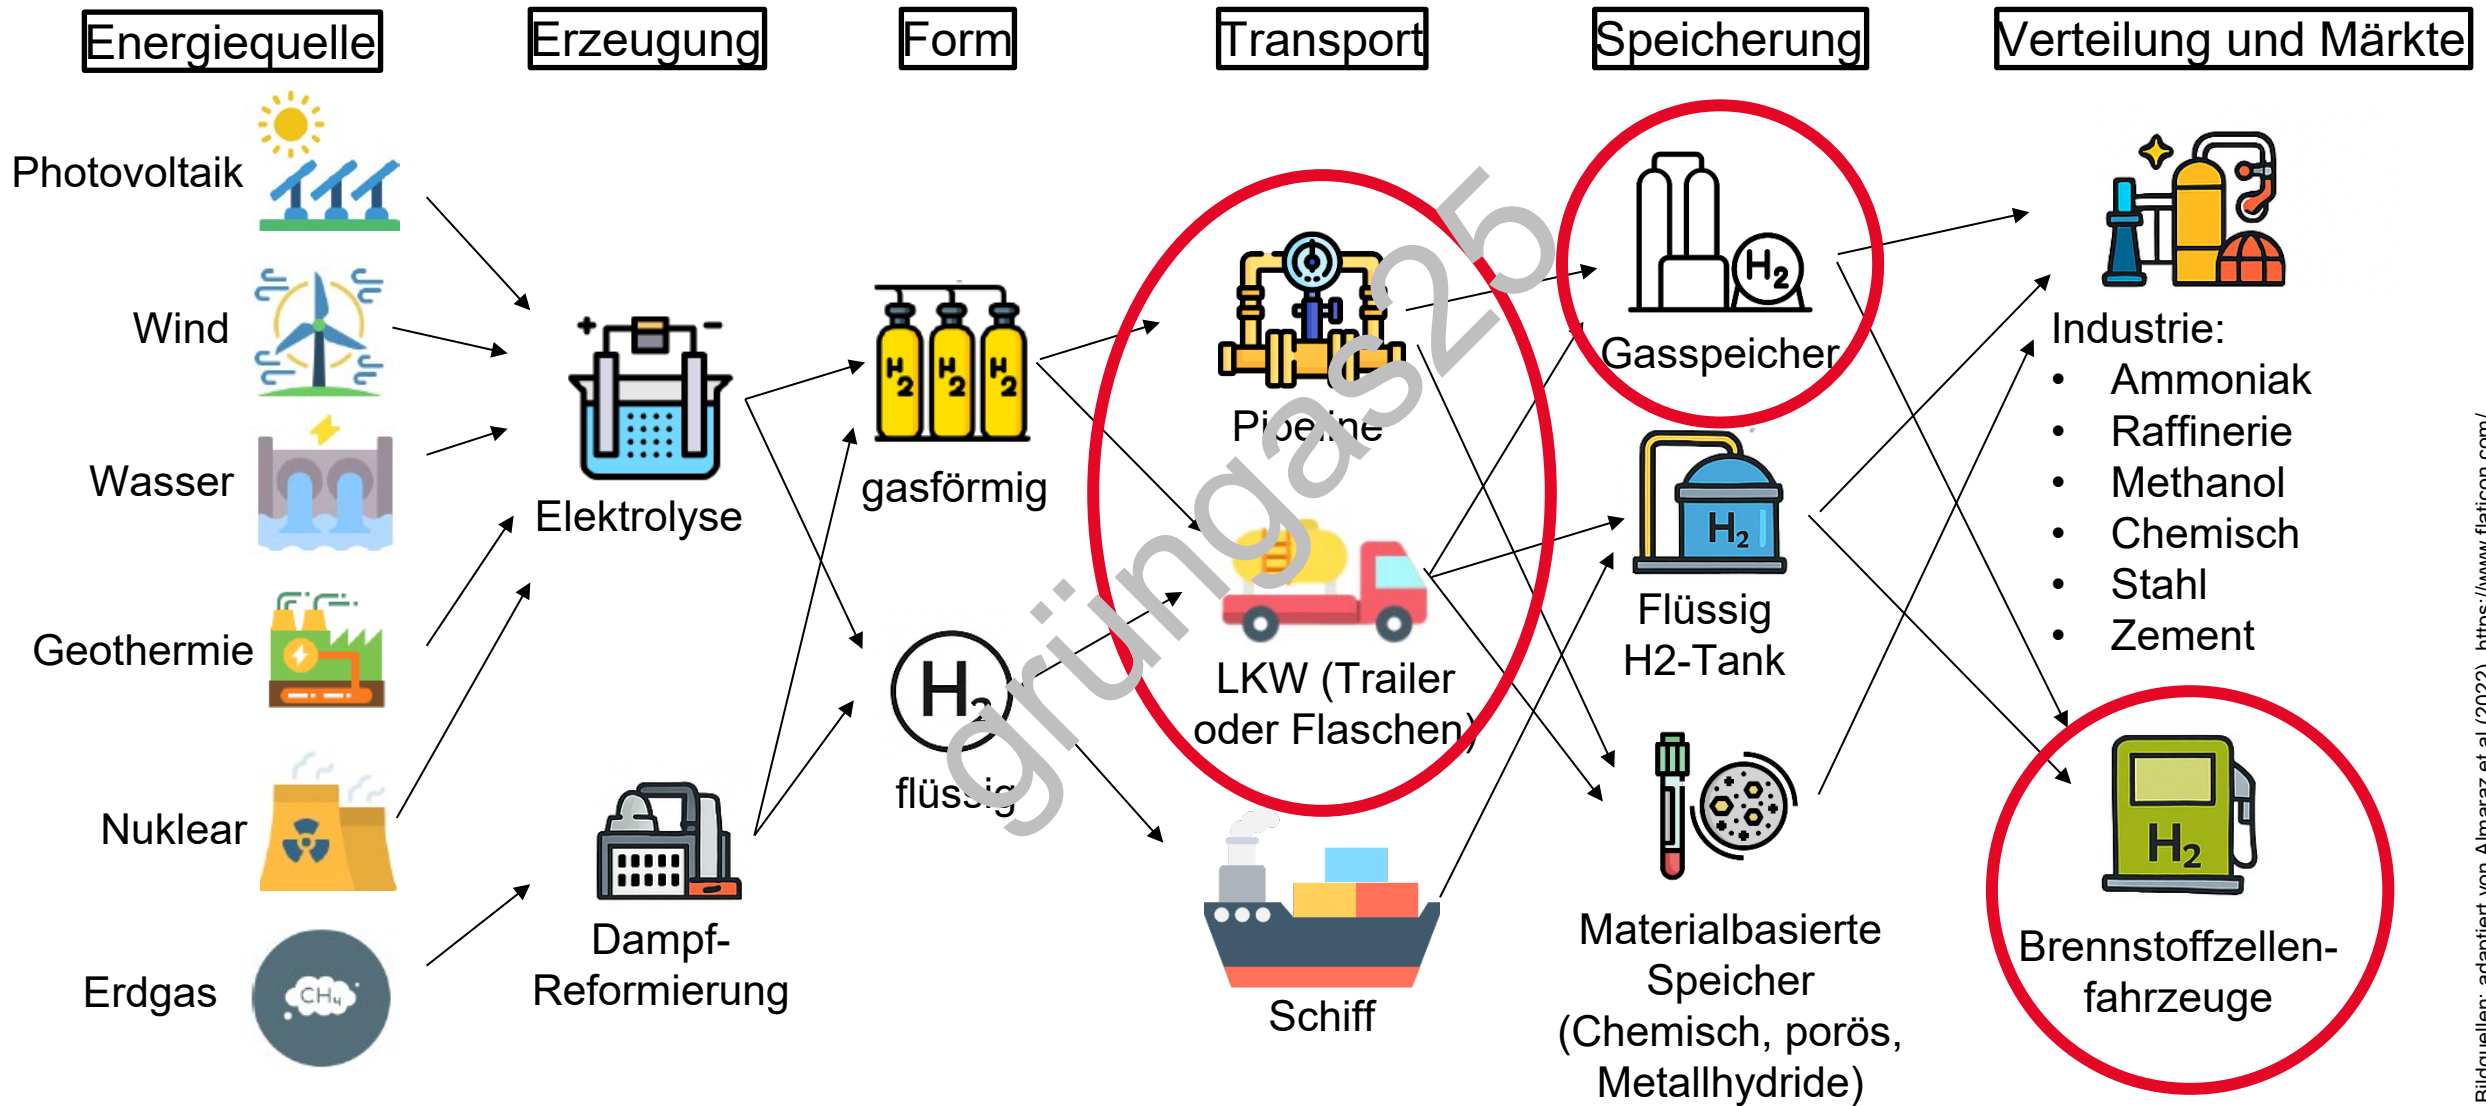 Energiequelle
Erzeugung
Form
Transport
Speicherung
Verteilung und Märkte
Photovoltaik
Wind
Wasser
Geothermie
Nuklear
Erdgas
CH₄
+ −
Elektrolyse
Dampf-
Reformierung
H2 H2 H2
gasförmig
H2
flüssig
Pipeline
LKW (Trailer
oder Flaschen)
Schiff
H2
Gasspeicher
H2
Flüssig
H2-Tank
Materialbasierte
Speicher
(Chemisch, porös,
Metallhydride)
Industrie:
• Ammoniak
• Raffinerie
• Methanol
• Chemisch
• Stahl
• Zement
H2
Brennstoffzellen-
fahrzeuge
grüngas25
Bildquellen: adaptiert von Almaraz et al (2022), https://www.flaticon.com/